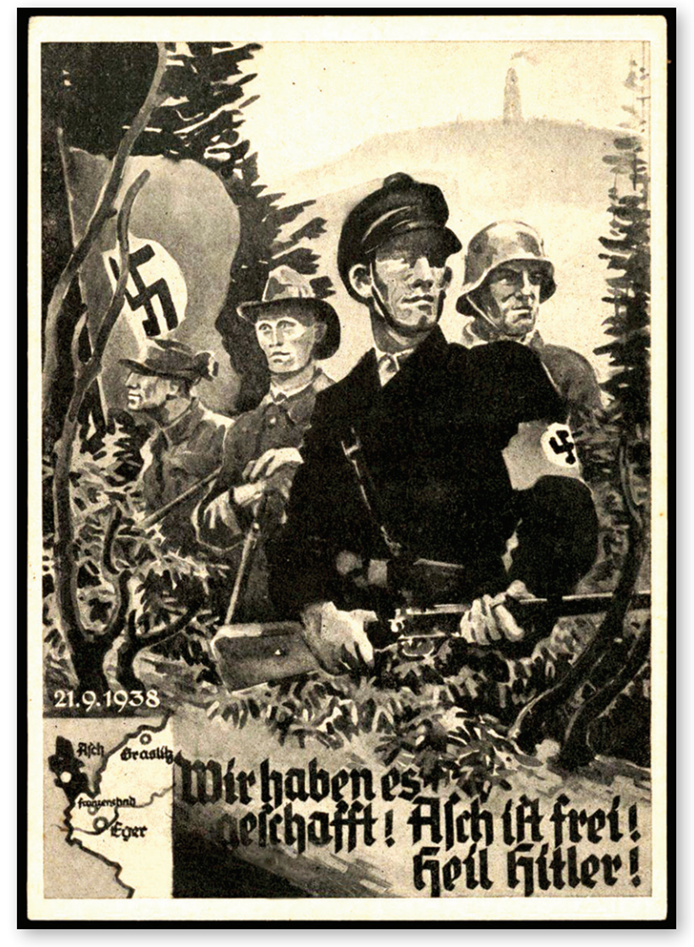 21.9.1938
Asch
Graslitz
Franzensbad
Eger
Wir haben es
geschafft! Asch ist frei!
Heil Hitler!